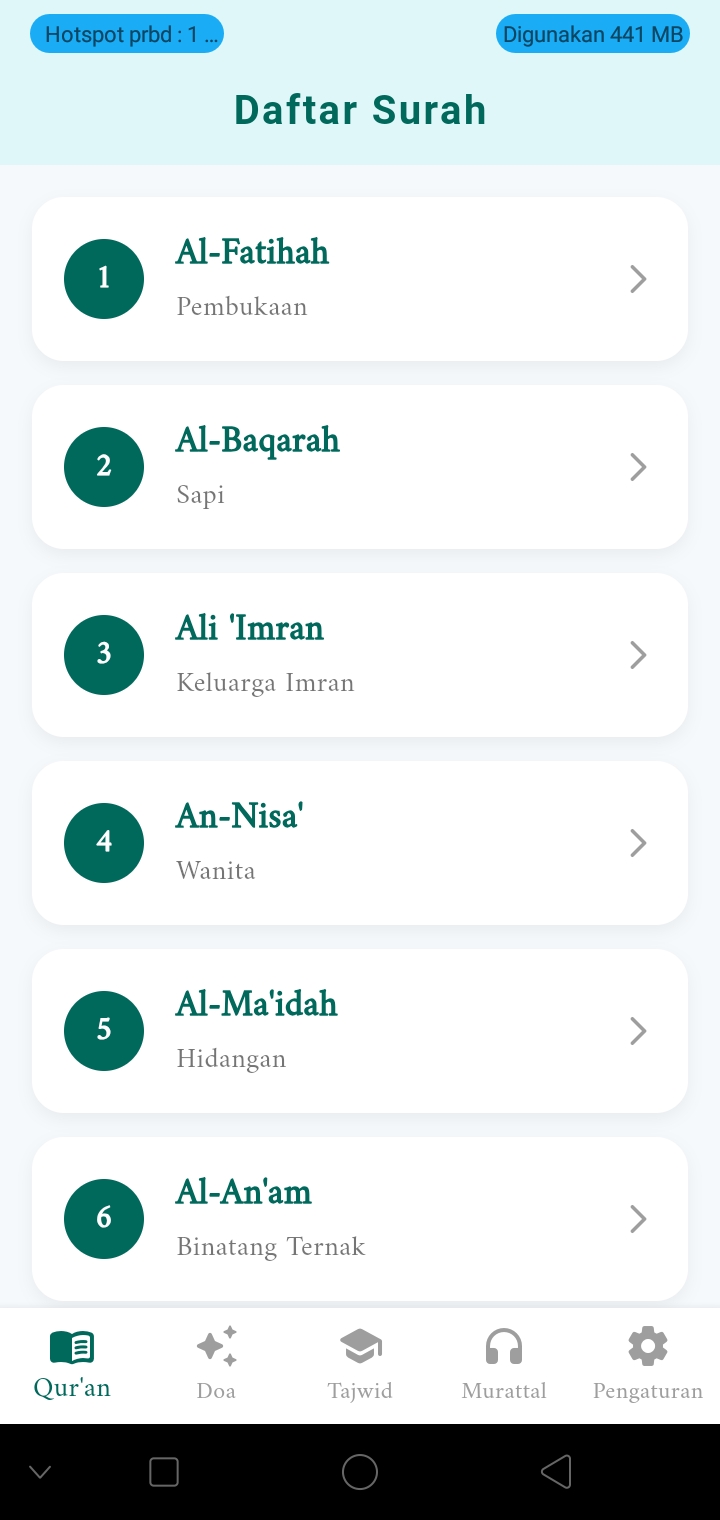 Hotspot prbd : 1 ...
Digunakan 441 MB
Daftar Surah
1
Al-Fatihah
Pembukaan
2
Al-Baqarah
Sapi
3
Ali 'Imran
Keluarga Imran
4
An-Nisa'
Wanita
5
Al-Ma'idah
Hidangan
6
Al-An'am
Binatang Ternak
Qur'an
Doa
Tajwid
Murattal
Pengaturan